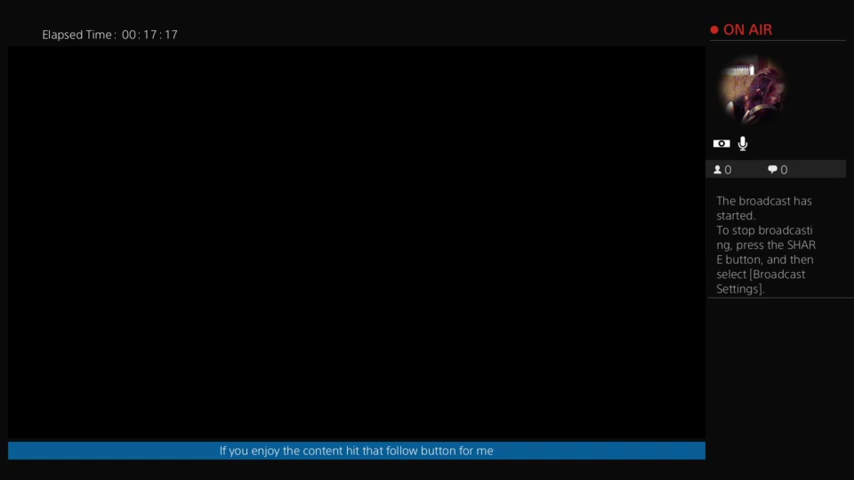 Elapsed Time: 00:17:17
ON AIR
0 0
The broadcast has
started.
To stop broadcasti
ng, press the SHAR
E button, and then
select [Broadcast
Settings].
If you enjoy the content hit that follow button for me